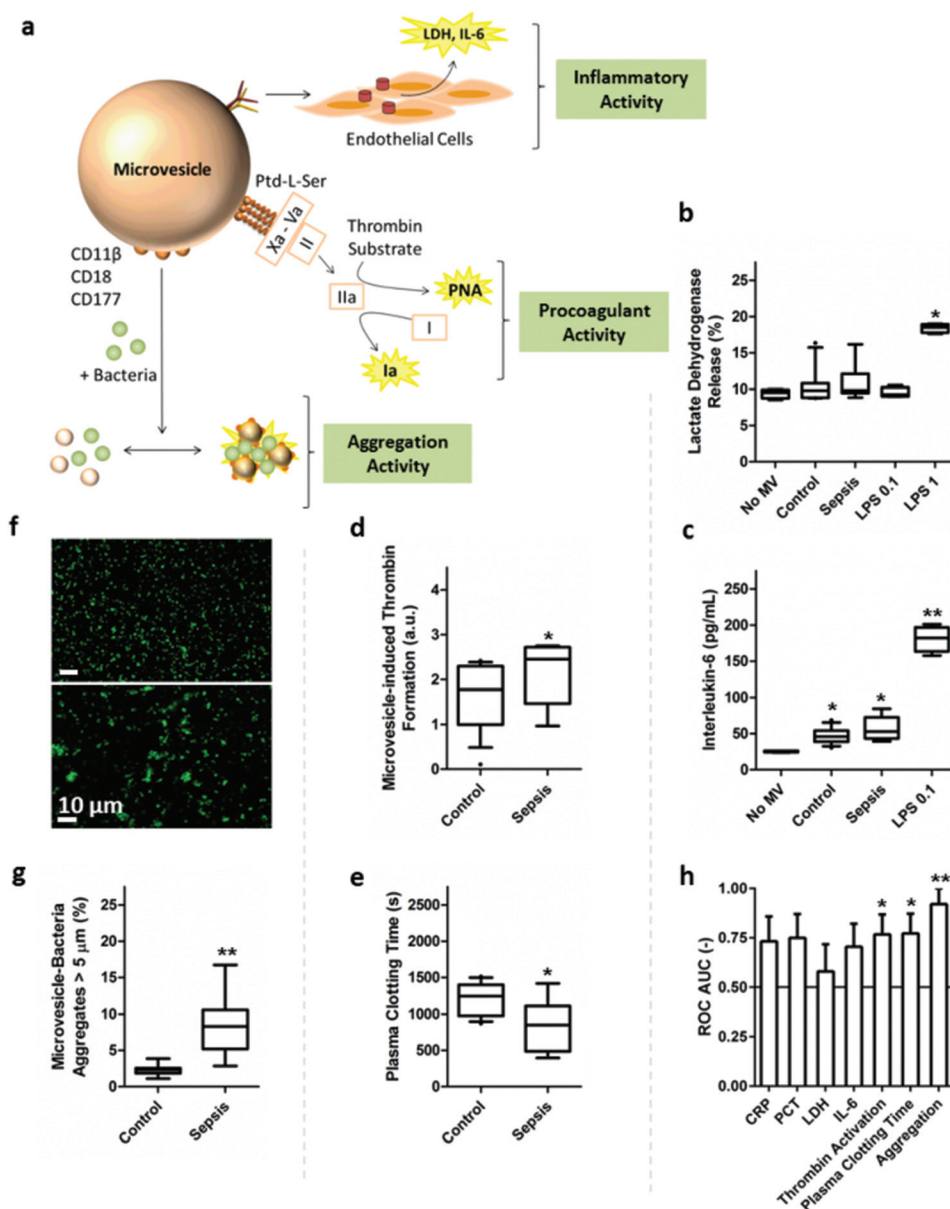 a
LDH, IL-6
Inflammatory
Activity
Endothelial Cells
Microvesicle
Ptd-L-Ser
Xa - Va
II
Thrombin
Substrate
CD11β
CD18
CD177
IIa
PNA
I
Ia
Procoagulant
Activity
+ Bacteria
Aggregation
Activity
b
Lactate Dehydrogenase
Release (%)
25
20
15
10
5
0
*
No MV
Control
Sepsis
LPS 0.1
LPS 1
f
10 µm
d
Microvesicle-induced Thrombin
Formation (a.u.)
4
3
2
1
0
*
Control
Sepsis
c
Interleukin-6 (pg/mL)
250
200
150
100
50
0
*
*
**
No MV
Control
Sepsis
LPS 0.1
g
Microvesicle-Bacteria
Aggregates > 5 µm (%)
25
20
15
10
5
0
**
Control
Sepsis
e
Plasma Clotting Time (s)
2500
2000
1500
1000
500
0
*
Control
Sepsis
h
ROC AUC (-)
1.00
0.75
0.50
0.25
0.00
*
*
**
CRP
PCT
LDH
IL-6
Thrombin Activation
Plasma Clotting Time
Aggregation